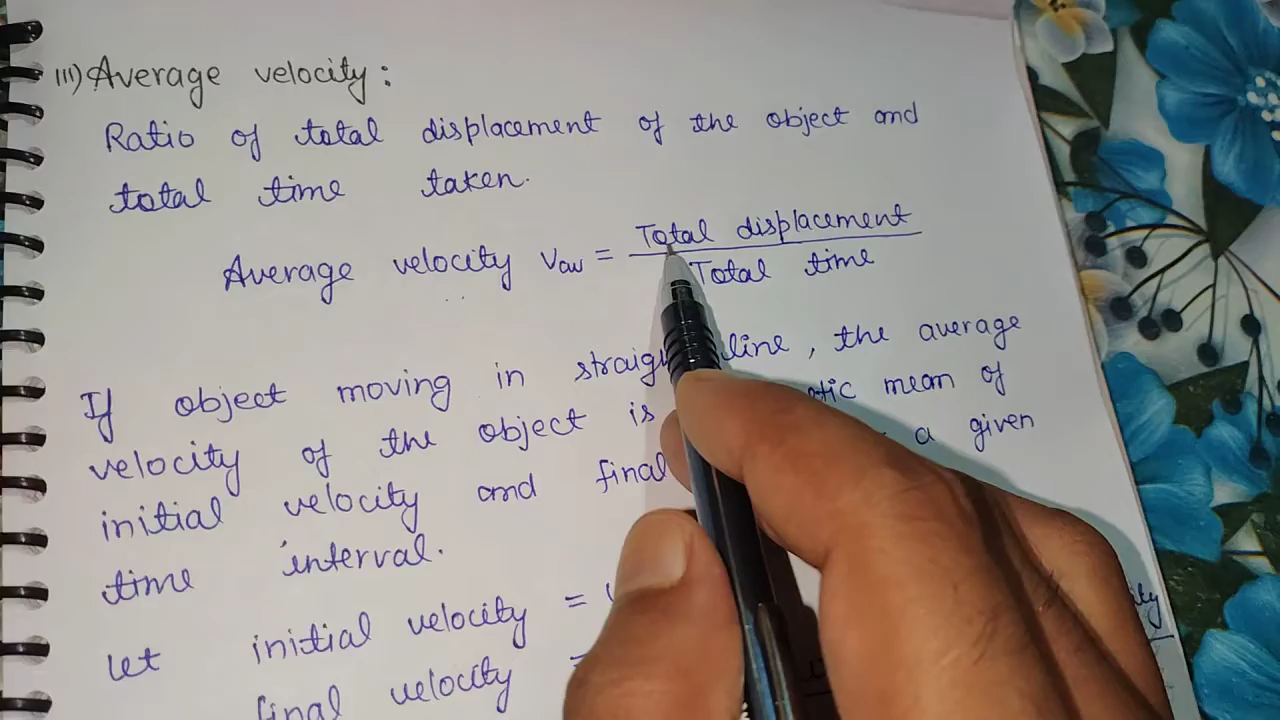 III) Average velocity:
Ratio of total displacement of the object and
total time taken.
Average velocity Vav = Total displacement
Total time
If object moving in straight line, the average
velocity of the object is mean of
initial velocity and final a given
time interval.
Let initial velocity =
final velocity =